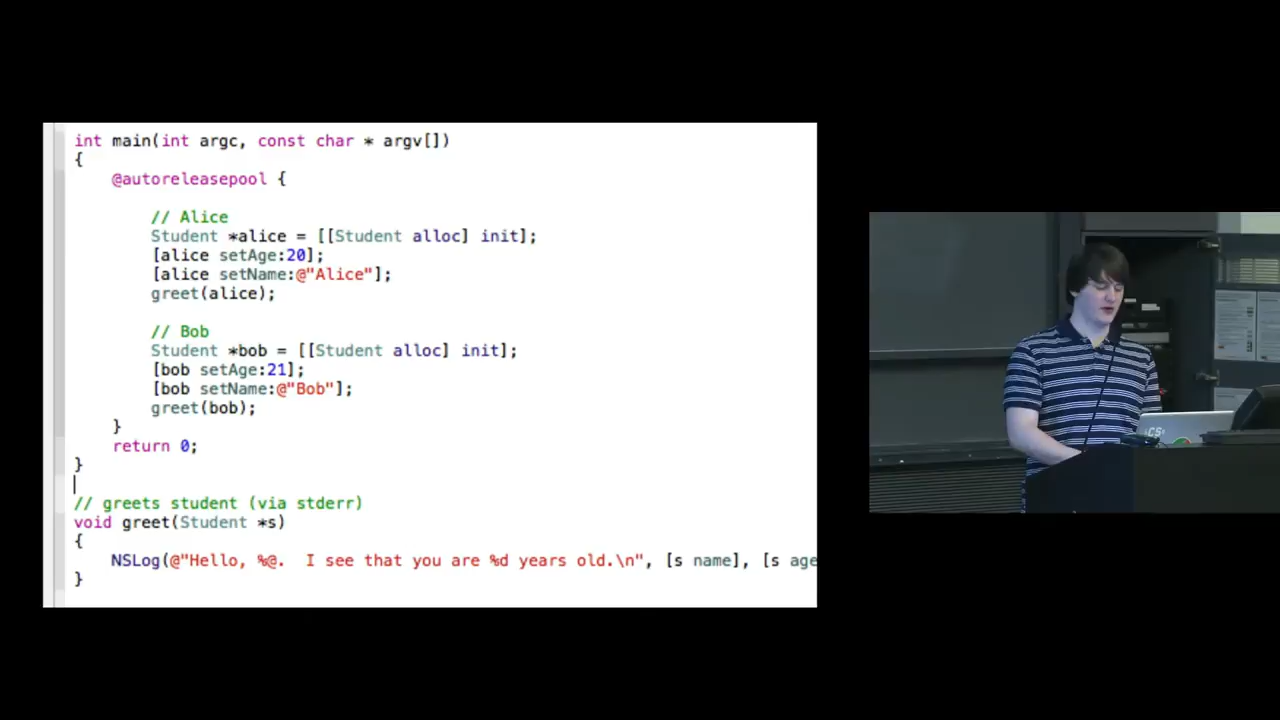 int main(int argc, const char * argv[])
{
@autoreleasepool {
// Alice
Student *alice = [[Student alloc] init];
[alice setAge:20];
[alice setName:@"Alice"];
greet(alice);
// Bob
Student *bob = [[Student alloc] init];
[bob setAge:21];
[bob setName:@"Bob"];
greet(bob);
}
return 0;
}
// greets student (via stderr)
void greet(Student *s)
{
NSLog(@"Hello, %@.  I see that you are %d years old.\n", [s name], [s age
}
CS